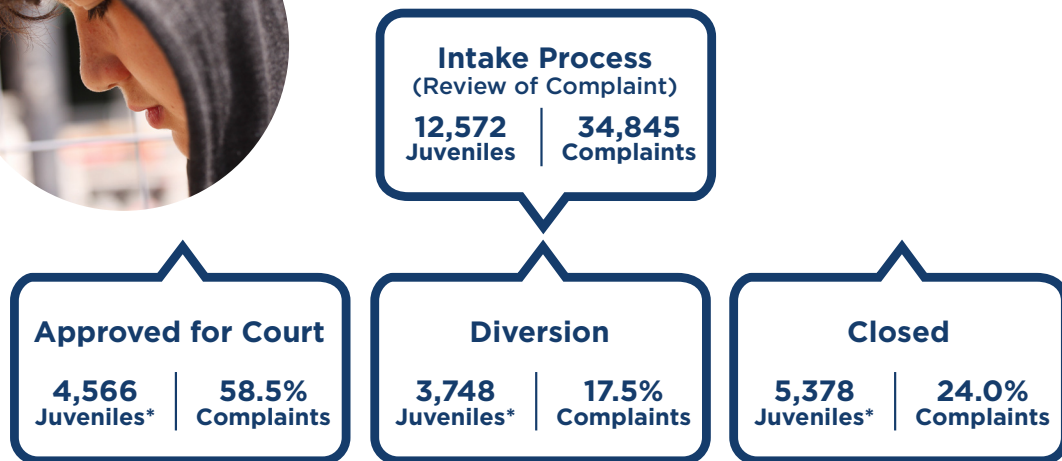 Intake Process
(Review of Complaint)
12,572
Juveniles
34,845
Complaints
Approved for Court
4,566
Juveniles*
58.5%
Complaints
Diversion
3,748
Juveniles*
17.5%
Complaints
Closed
5,378
Juveniles*
24.0%
Complaints